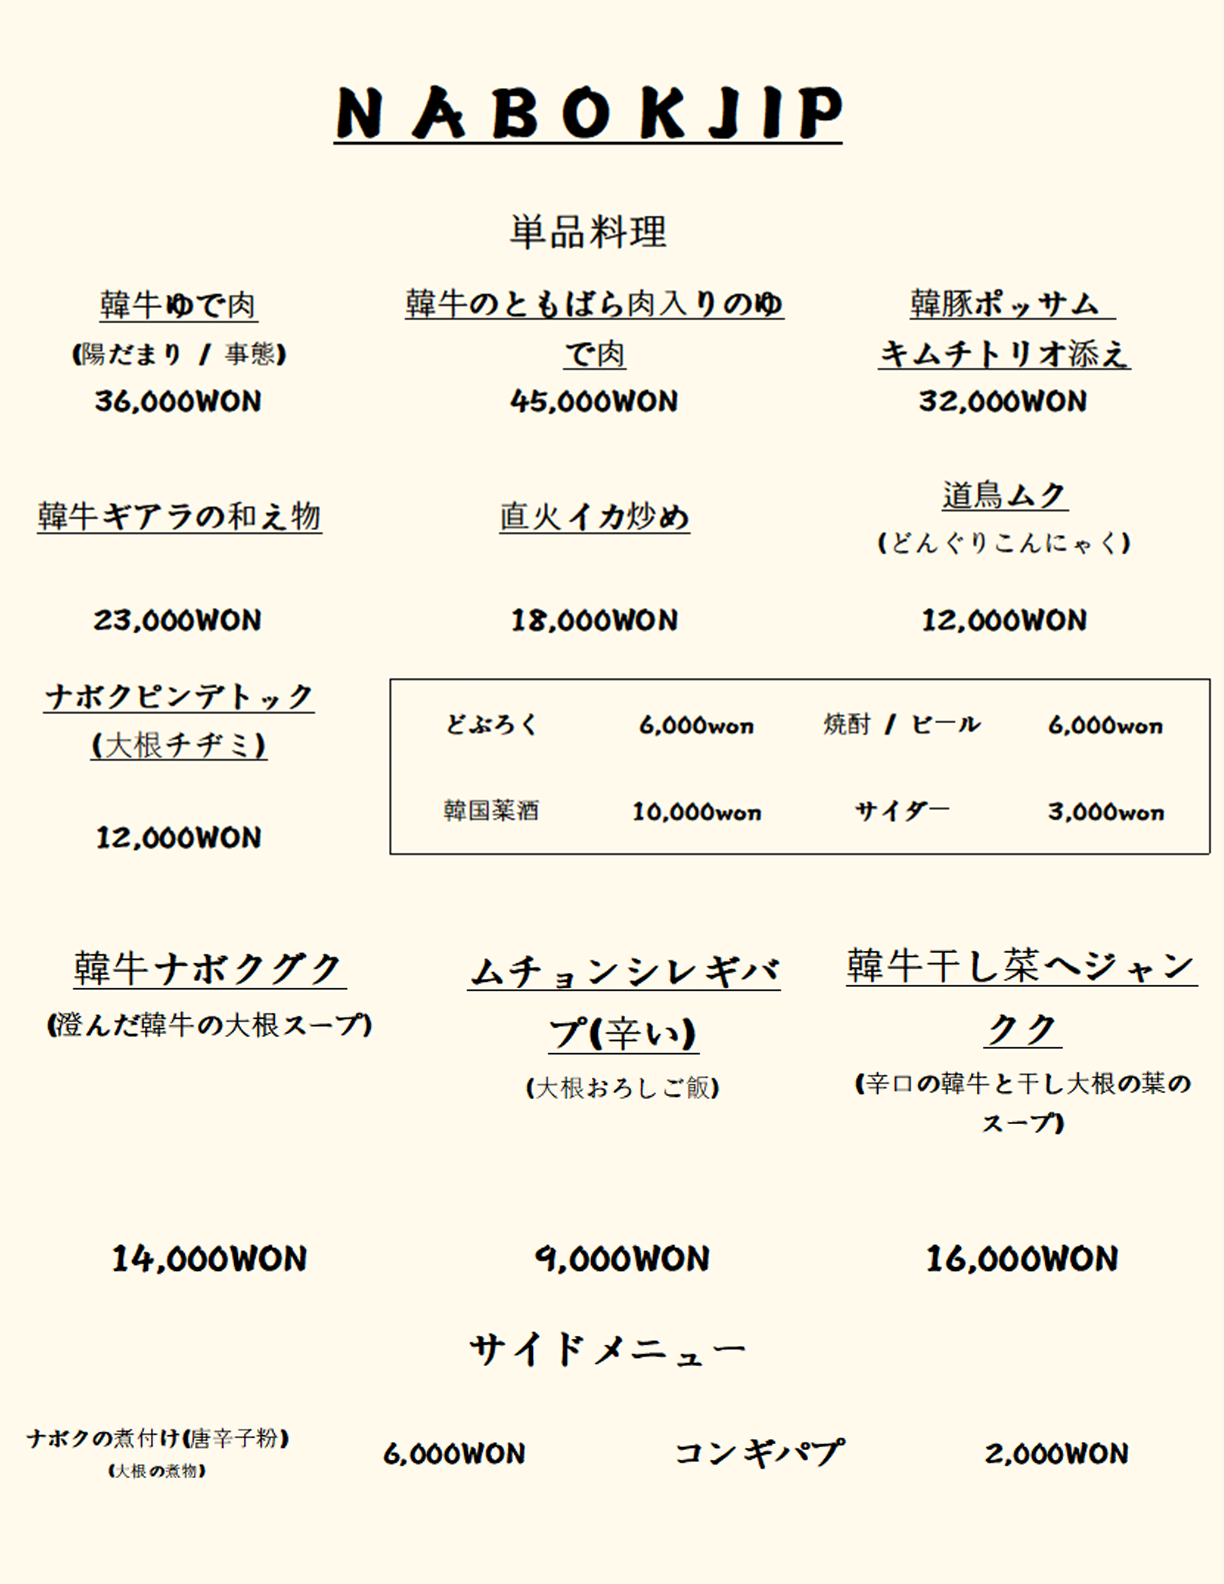 NABOKJIP
単品料理
韓牛ゆで肉
(陽だまり / 事態)
36,000WON
韓牛のともばら肉入りのゆ
で肉
45,000WON
韓豚ポッサム
キムチトリオ添え
32,000WON
韓牛ギアラの和え物
23,000WON
直火イカ炒め
18,000WON
道鳥ムク
(どんぐりこんにゃく)
12,000WON
ナボクピンデトック
(大根チヂミ)
12,000WON
どぶろく 6,000won 焼酎 / ビール 6,000won
韓国薬酒 10,000won サイダー 3,000won
韓牛ナボクグク
(澄んだ韓牛の大根スープ)
14,000WON
ムチョンシレギバ
プ(辛い)
(大根おろしご飯)
9,000WON
韓牛干し菜ヘジャン
クク
(辛口の韓牛と干し大根の葉の
スープ)
16,000WON
サイドメニュー
ナボクの煮付け(唐辛子粉)
(大根の煮物)
6,000WON
コンギパプ
2,000WON